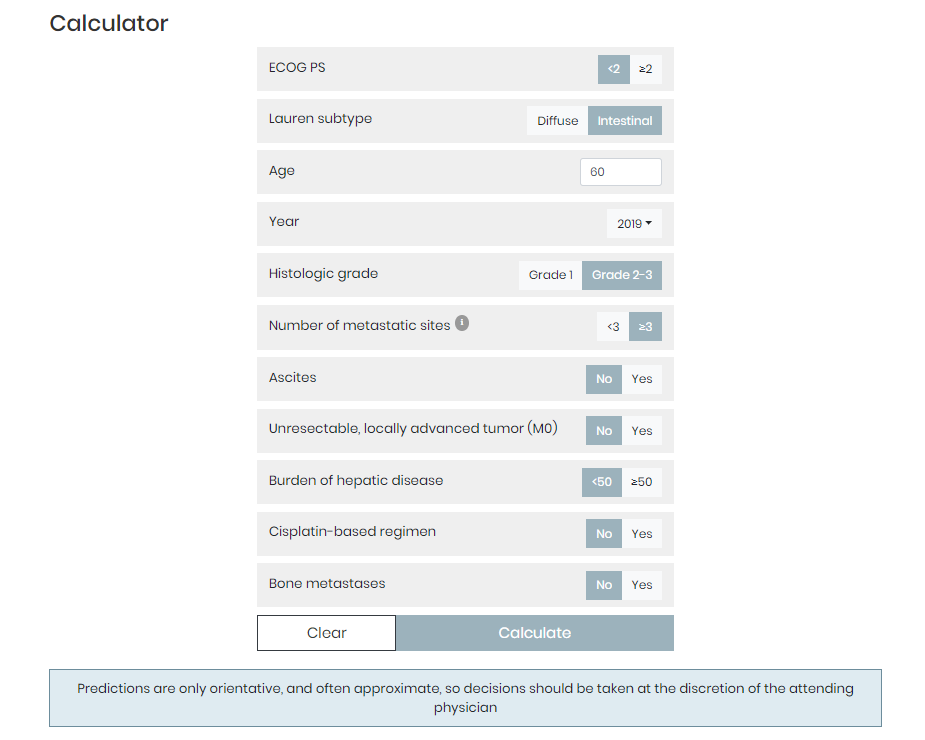 Calculator
ECOG PS <2 ≥2
Lauren subtype Diffuse Intestinal
Age 60
Year 2019
Histologic grade Grade 1 Grade 2-3
Number of metastatic sites i <3 ≥3
Ascites No Yes
Unresectable, locally advanced tumor (M0) No Yes
Burden of hepatic disease <50 ≥50
Cisplatin-based regimen No Yes
Bone metastases No Yes
Clear Calculate
Predictions are only orientative, and often approximate, so decisions should be taken at the discretion of the attending
physician